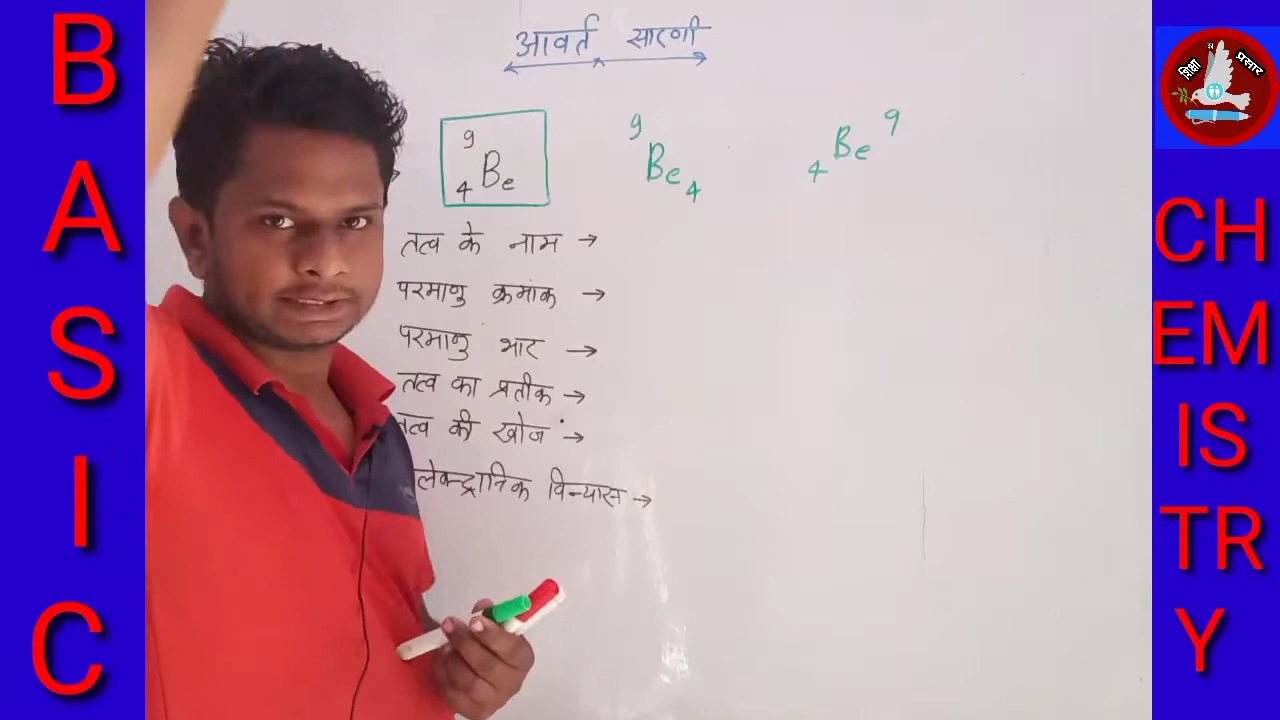 BASIC
आवर्त सारणी
9
4 Be
9
Be 4
9
4 Be
तत्व के नाम →
परमाणु क्रमांक →
परमाणु भार →
तत्व का प्रतीक →
तत्व की खोज →
लेक्ट्रानिक विन्यास →
शिक्षा प्रसार
CHEMISTRY